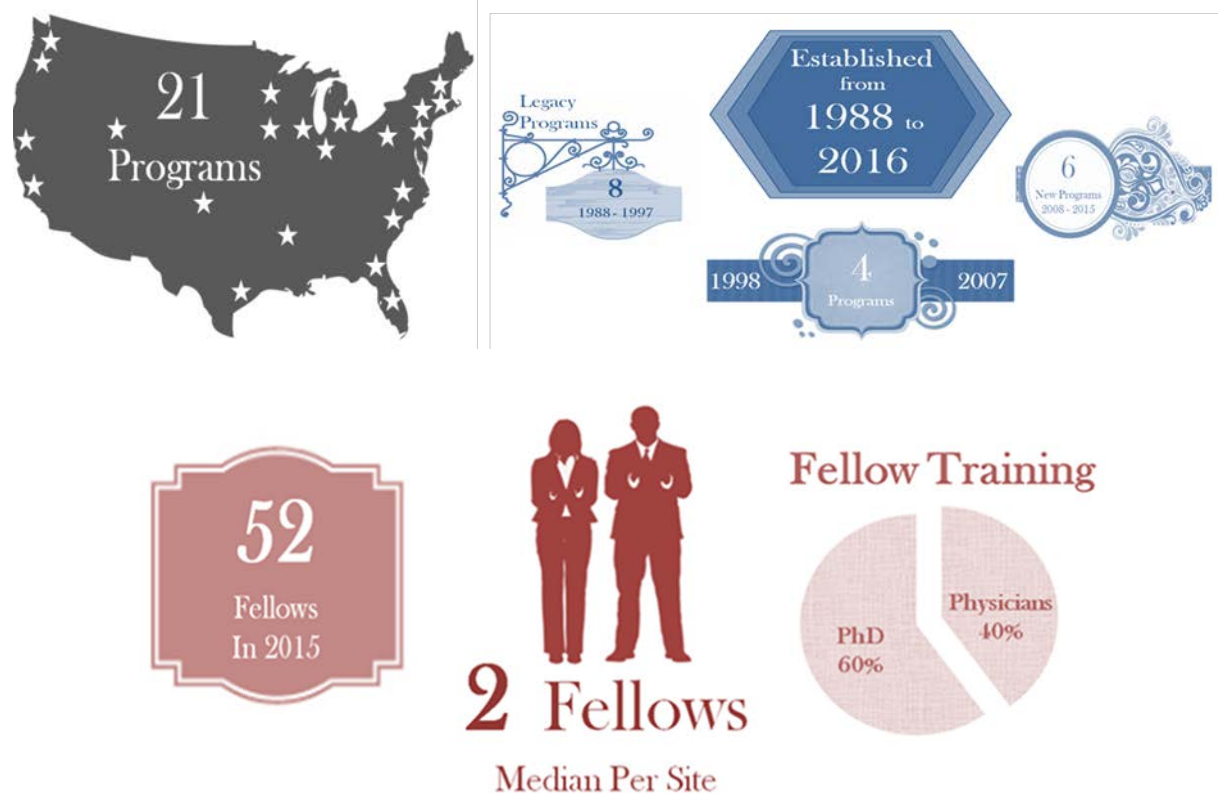 21
Programs
Legacy
Programs
8
1988 - 1997
Established
from
1988 to
2016
6
New Programs
2008 - 2015
1998
4
Programs
2007
52
Fellows
In 2015
2 Fellows
Median Per Site
Fellow Training
PhD
60%
Physicians
40%